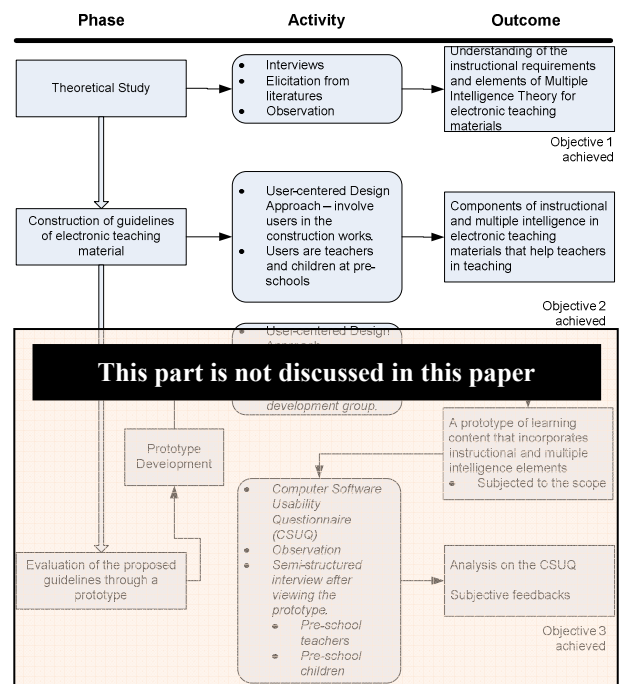 Phase
Activity
Outcome
Theoretical Study
• Interviews
• Elicitation from
literatures
• Observation
Understanding of the
instructional requirements
and elements of Multiple
Intelligence Theory for
electronic teaching
materials
Objective 1
achieved
Construction of guidelines
of electronic teaching
material
• User-centered Design
Approach – involve
users in the
construction works.
• Users are teachers
and children at pre-
schools
Components of instructional
and multiple intelligence in
electronic teaching
materials that help teachers
in teaching
Objective 2
achieved
• User-centered Design
This part is not discussed in this paper
development group.
Prototype
Development
A prototype of learning
content that incorporates
instructional and multiple
intelligence elements
• Subjected to the scope
Evaluation of the proposed
guidelines through a
prototype
• Computer Software
Usability
Questionnaire
(CSUQ)
• Observation
• Semi-structured
interview after
viewing the
prototype.
• Pre-school
teachers
• Pre-school
children
Analysis on the CSUQ
Subjective feedbacks
Objective 3
achieved